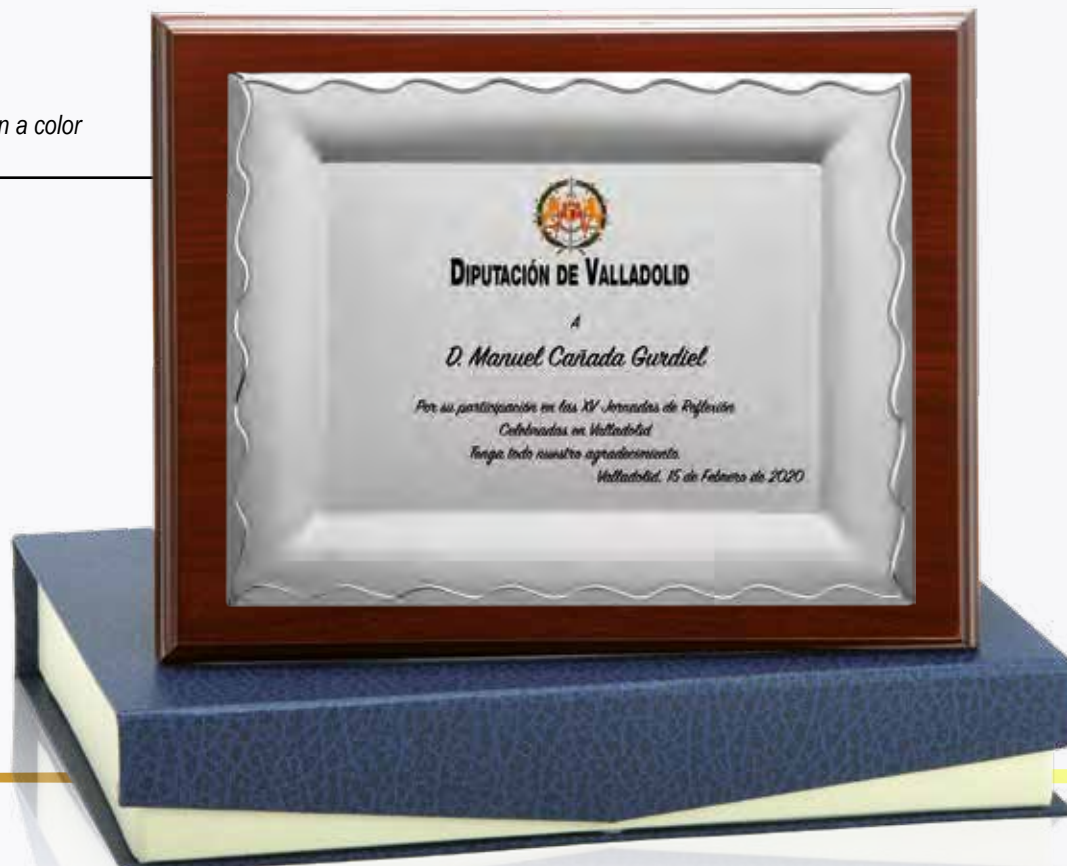 n a color
DIPUTACIÓN DE VALLADOLID
A
D. Manuel Cañada Gurdiel
Por su participación en las XV Jornadas de Reflexión
Celebradas en Valladolid
Tenga todo nuestro agradecimiento.
Valladolid, 15 de Febrero de 2020